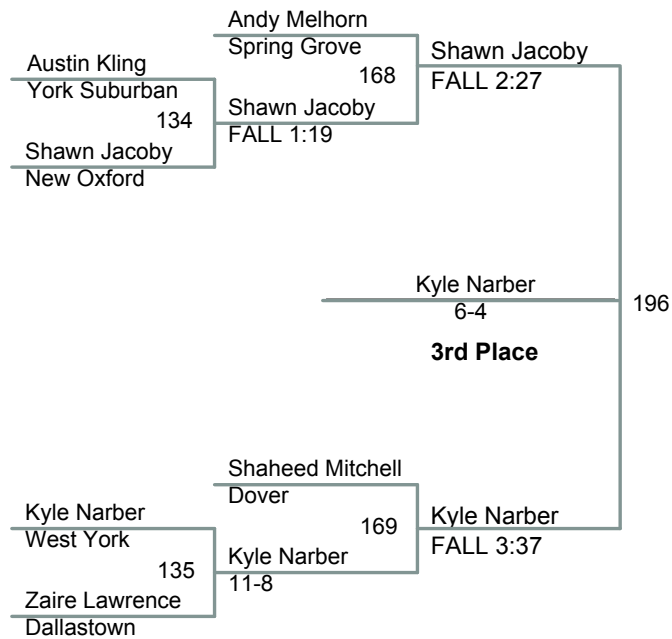 Andy Melhorn
Spring Grove
Austin Kling
York Suburban
168
Shawn Jacoby
FALL 2:27
134
Shawn Jacoby
FALL 1:19
Shawn Jacoby
New Oxford
Kyle Narber
6-4
196
3rd Place
Shaheed Mitchell
Dover
Kyle Narber
West York
169
Kyle Narber
FALL 3:37
135
Kyle Narber
11-8
Zaire Lawrence
Dallastown